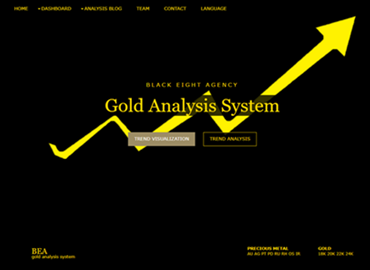 HOME • DASHBOARD • ANALYSIS BLOG TEAM CONTACT LANGUAGE
BLACK EIGHT AGENCY
Gold Analysis System
TREND VISUALIZATION TREND ANALYSIS
BEA
gold analysis system
PRECIOUS METAL
AU AG PT PD RU RH OS IR
GOLD
18K 20K 22K 24K